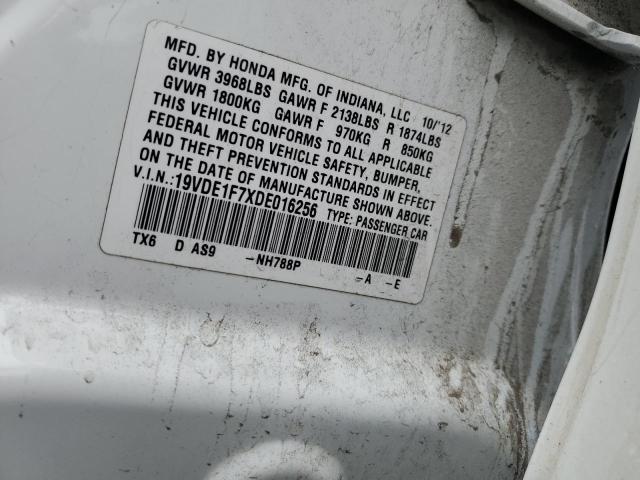 MFD. BY HONDA MFG. OF INDIANA, LLC 10/'12
GVWR 3968LBS GAWR F 2138LBS R 1874LBS
GVWR 1800KG GAWR F 970KG R 850KG
THIS VEHICLE CONFORMS TO ALL APPLICABLE
FEDERAL MOTOR VEHICLE SAFETY, BUMPER,
AND THEFT PREVENTION STANDARDS IN EFFECT
ON THE DATE OF MANUFACTURE SHOWN ABOVE.
V.I.N.:19VDE1F7XDE016256 TYPE: PASSENGER CAR
TX6 D AS9 -NH788P -A -E